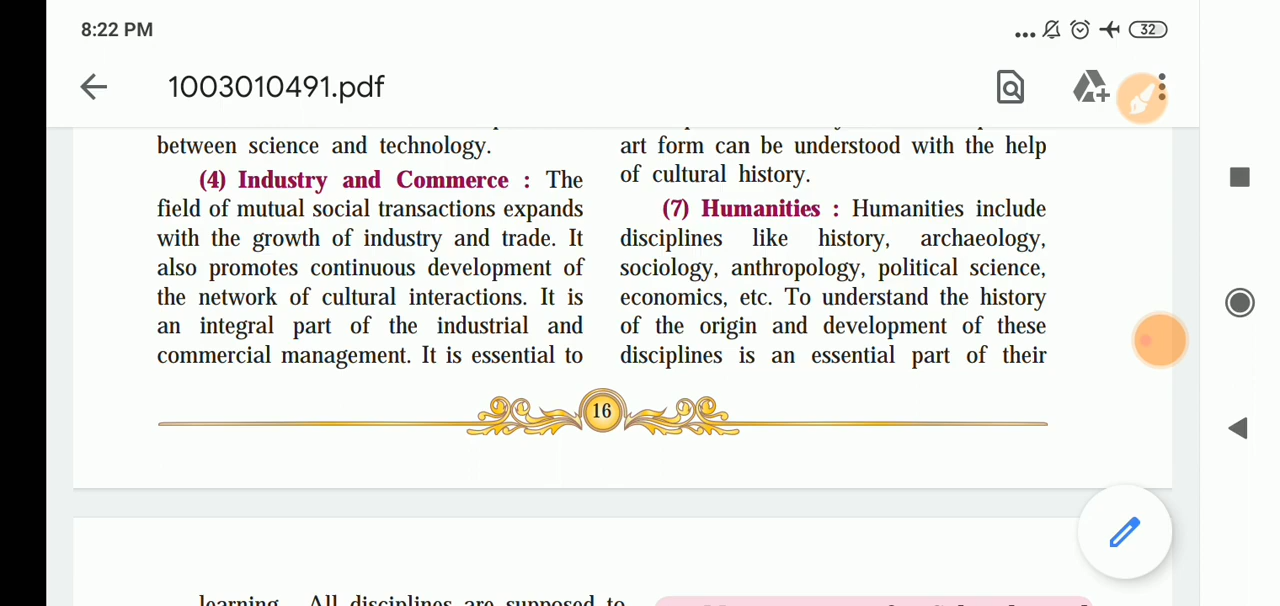 8:22 PM
32
1003010491.pdf
between science and technology.
(4) Industry and Commerce : The
field of mutual social transactions expands
with the growth of industry and trade. It
also promotes continuous development of
the network of cultural interactions. It is
an integral part of the industrial and
commercial management. It is essential to
art form can be understood with the help
of cultural history.
(7) Humanities : Humanities include
disciplines like history, archaeology,
sociology, anthropology, political science,
economics, etc. To understand the history
of the origin and development of these
disciplines is an essential part of their
16
learning. All disciplines are supposed to